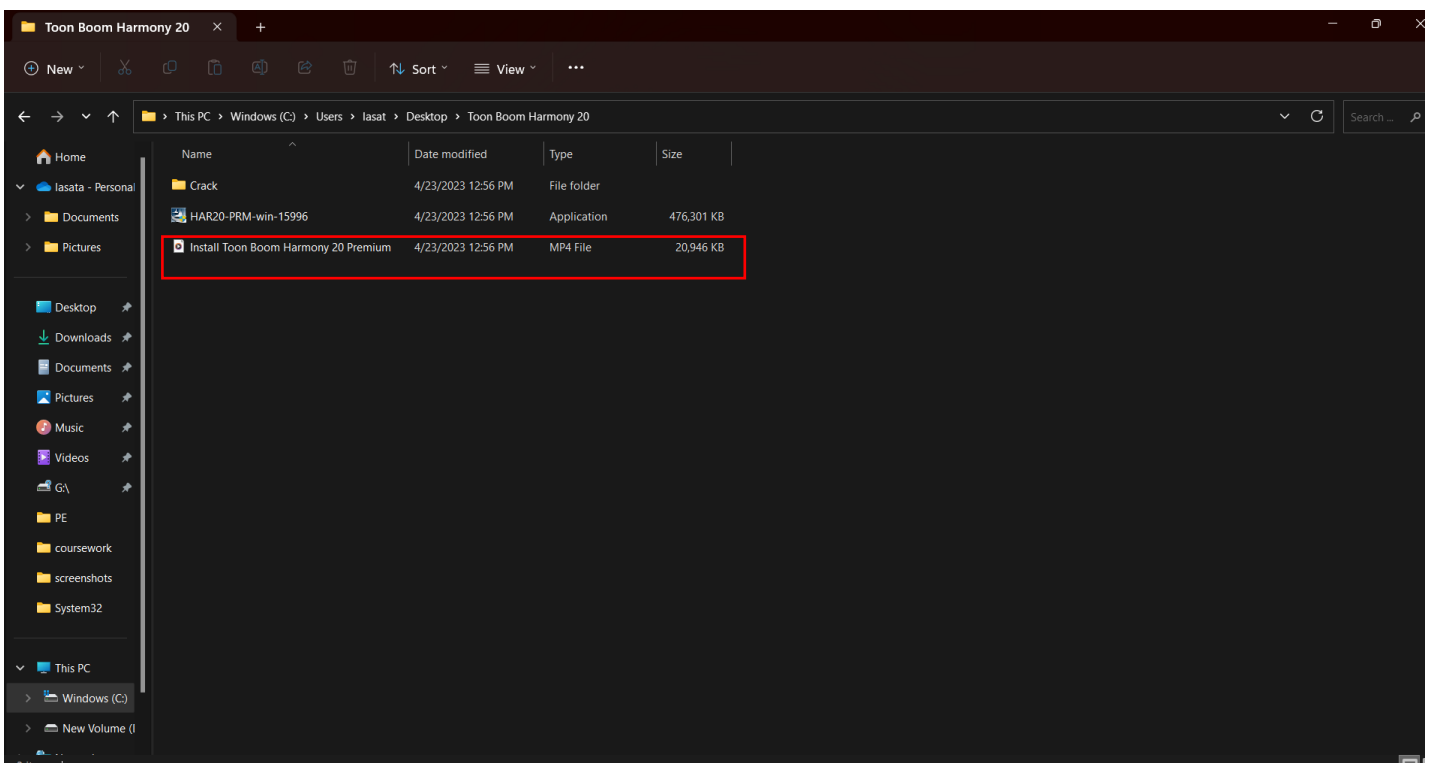 Toon Boom Harmony 20
New
Sort
View
This PC > Windows (C:) > Users > lasat > Desktop > Toon Boom Harmony 20
Search ...
Name Date modified Type Size
Crack 4/23/2023 12:56 PM File folder
HAR20-PRM-win-15996 4/23/2023 12:56 PM Application 476,301 KB
Install Toon Boom Harmony 20 Premium 4/23/2023 12:56 PM MP4 File 20,946 KB
Home
lasata - Personal
Documents
Pictures
Desktop
Downloads
Documents
Pictures
Music
Videos
G:\
PE
coursework
screenshots
System32
This PC
Windows (C:)
New Volume (